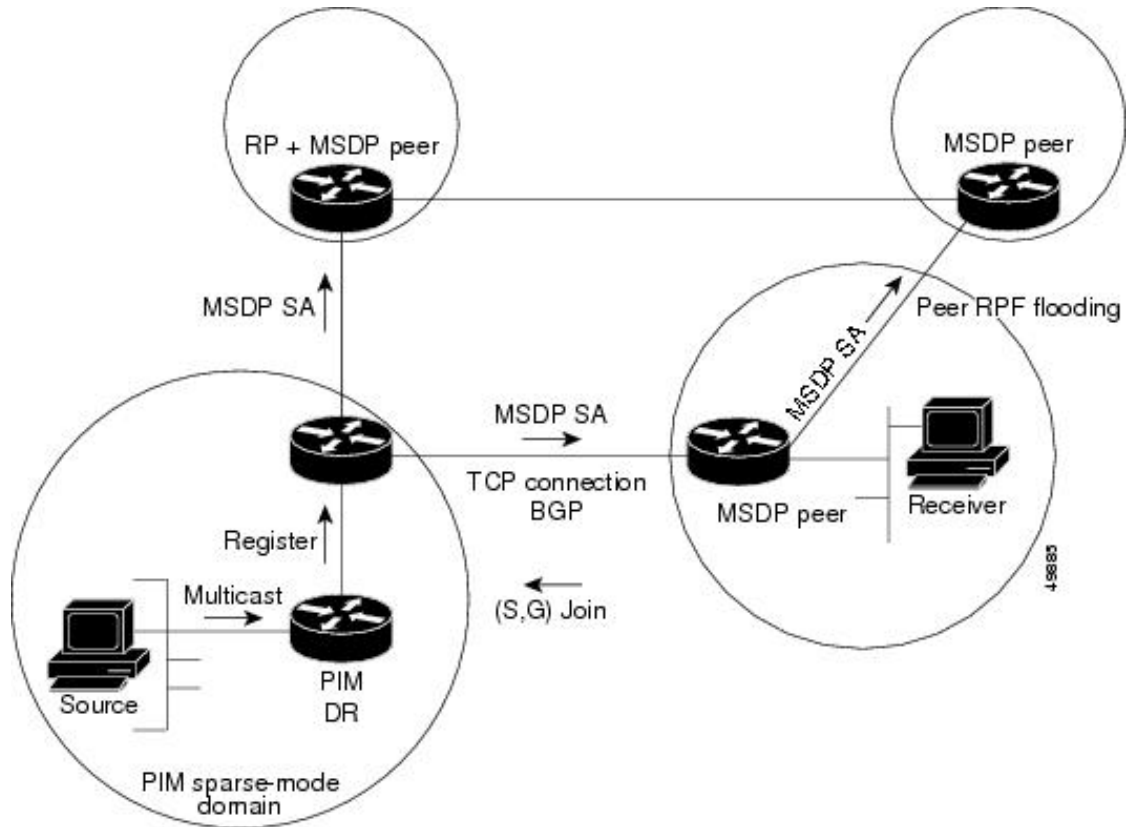 RP + MSDP peer
MSDP peer
MSDP SA
Peer RPF flooding
MSDP SA
MSDP SA
TCP connection
BGP
MSDP peer
Receiver
Register
49885
Multicast
(S,G) Join
Source
PIM
DR
PIM sparse-mode
domain